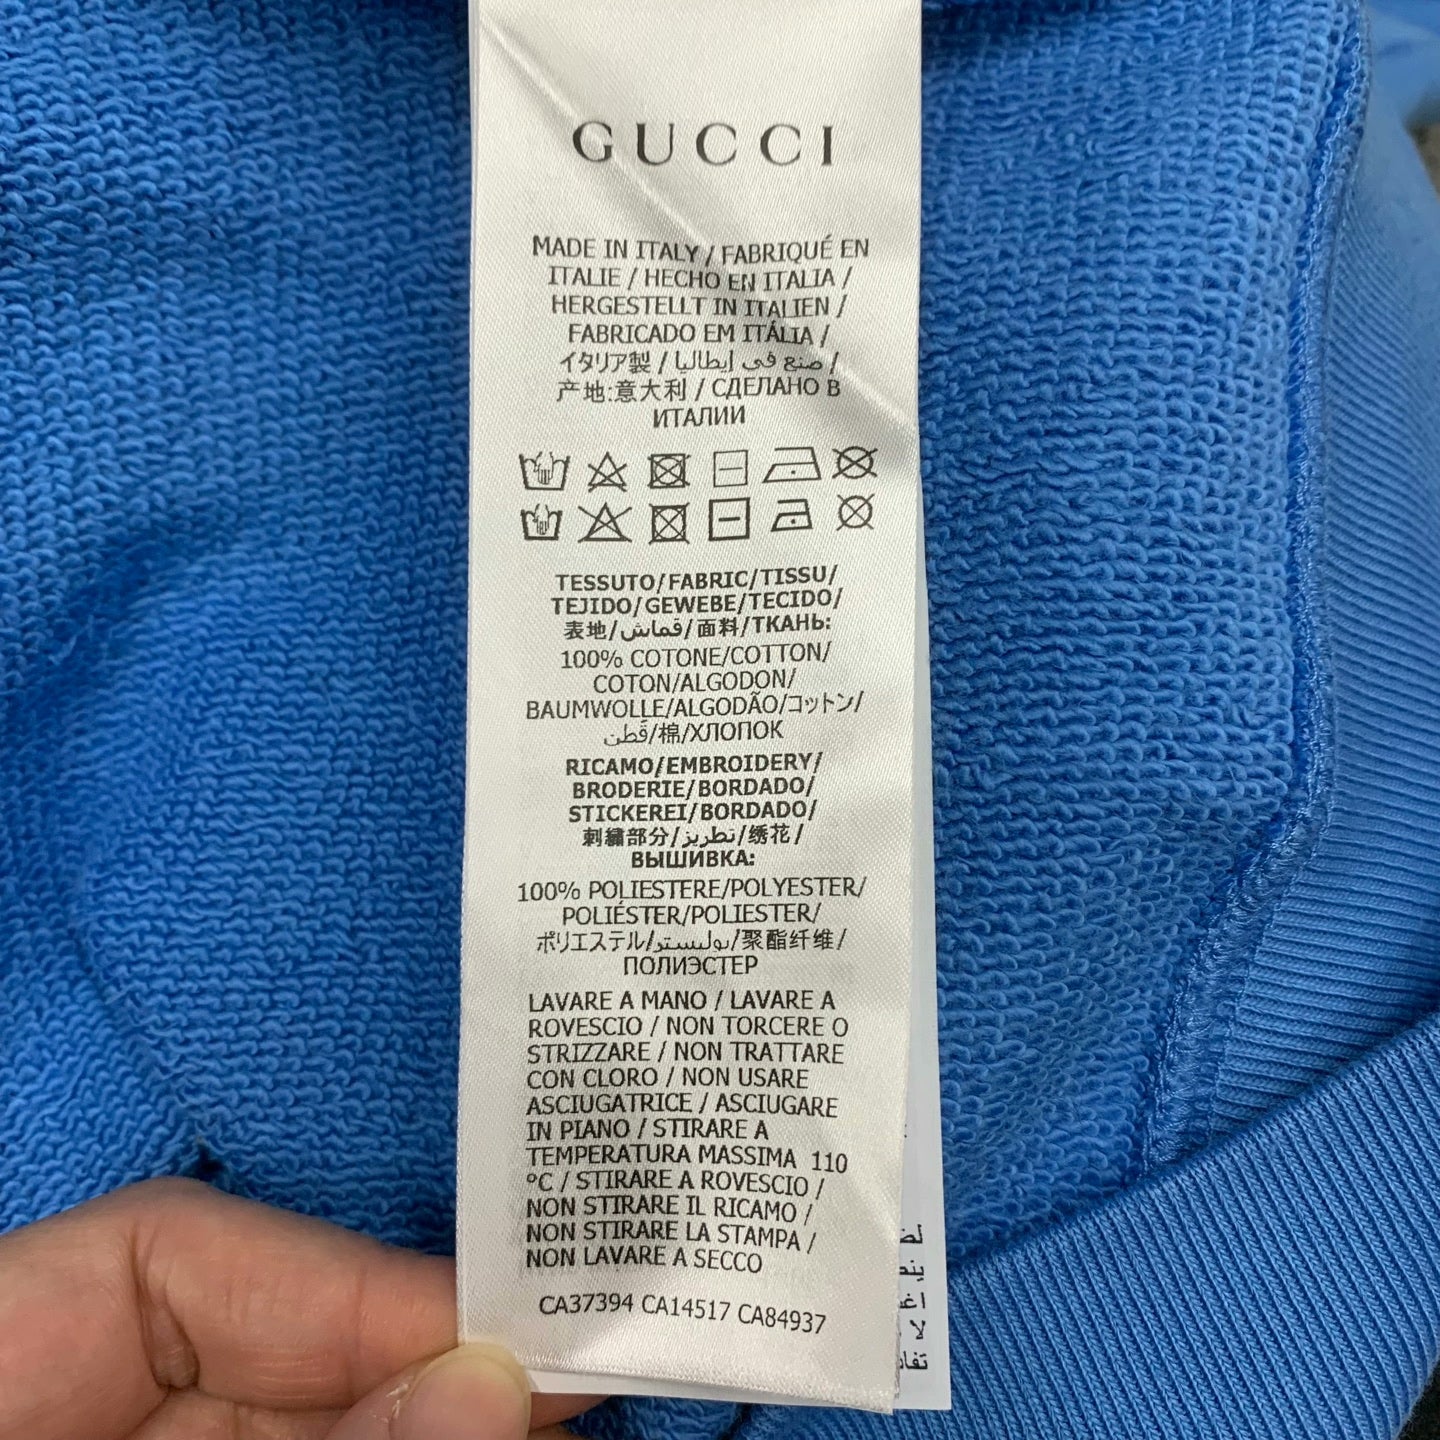 GUCCI
MADE IN ITALY / FABRIQUÉ EN
ITALIE / HECHO EN ITALIA /
HERGESTELLT IN ITALIEN /
FABRICADO EM ITÁLIA /
イタリア製 / صنع في إيطاليا /
产地:意大利 / СДЕЛАНО В
ИТАЛИИ
TESSUTO/FABRIC/TISSU/
TEJIDO/GEWEBE/TECIDO/
表地/قماش/面料/ТКАНЬ:
100% COTONE/COTTON/
COTON/ALGODON/
BAUMWOLLE/ALGODÃO/コットン/
قطن/棉/ХЛОПОК
RICAMO/EMBROIDERY/
BRODERIE/BORDADO/
STICKEREI/BORDADO/
刺繍部分/تطريز/绣花/
ВЫШИВКА:
100% POLIESTERE/POLYESTER/
POLIÉSTER/POLIESTER/
ポリエステル/بوليستر/聚酯纤维/
ПОЛИЭСТЕР
LAVARE A MANO / LAVARE A
ROVESCIO / NON TORCERE O
STRIZZARE / NON TRATTARE
CON CLORO / NON USARE
ASCIUGATRICE / ASCIUGARE
IN PIANO / STIRARE A
TEMPERATURA MASSIMA 110
°C / STIRARE A ROVESCIO /
NON STIRARE IL RICAMO /
NON STIRARE LA STAMPA /
NON LAVARE A SECCO
CA37394 CA14517 CA84937